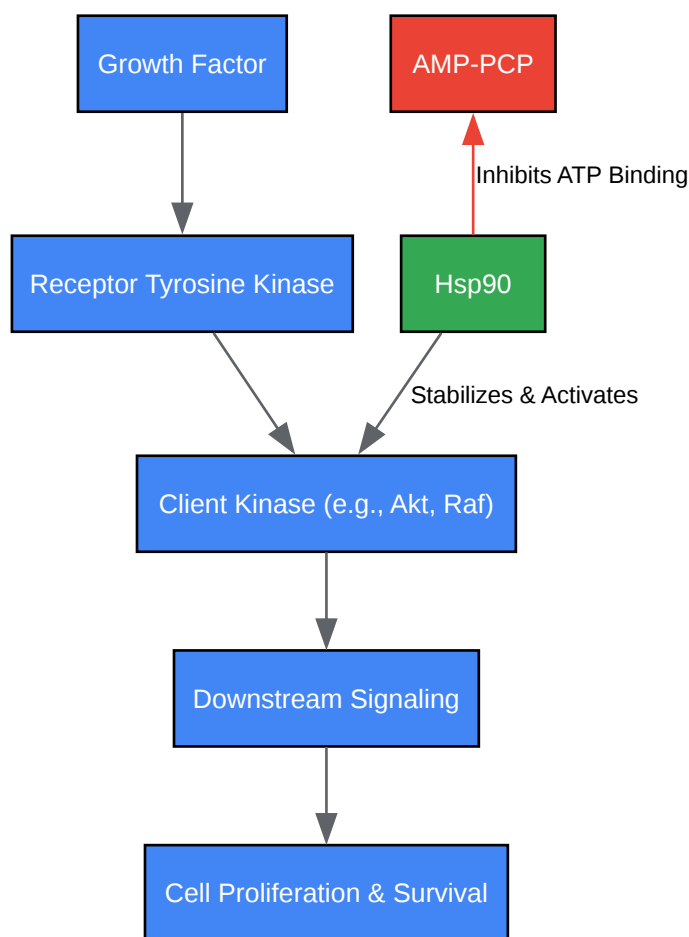 Growth Factor
AMP-PCP
Inhibits ATP Binding
Receptor Tyrosine Kinase
Hsp90
Stabilizes & Activates
Client Kinase (e.g., Akt, Raf)
Downstream Signaling
Cell Proliferation & Survival